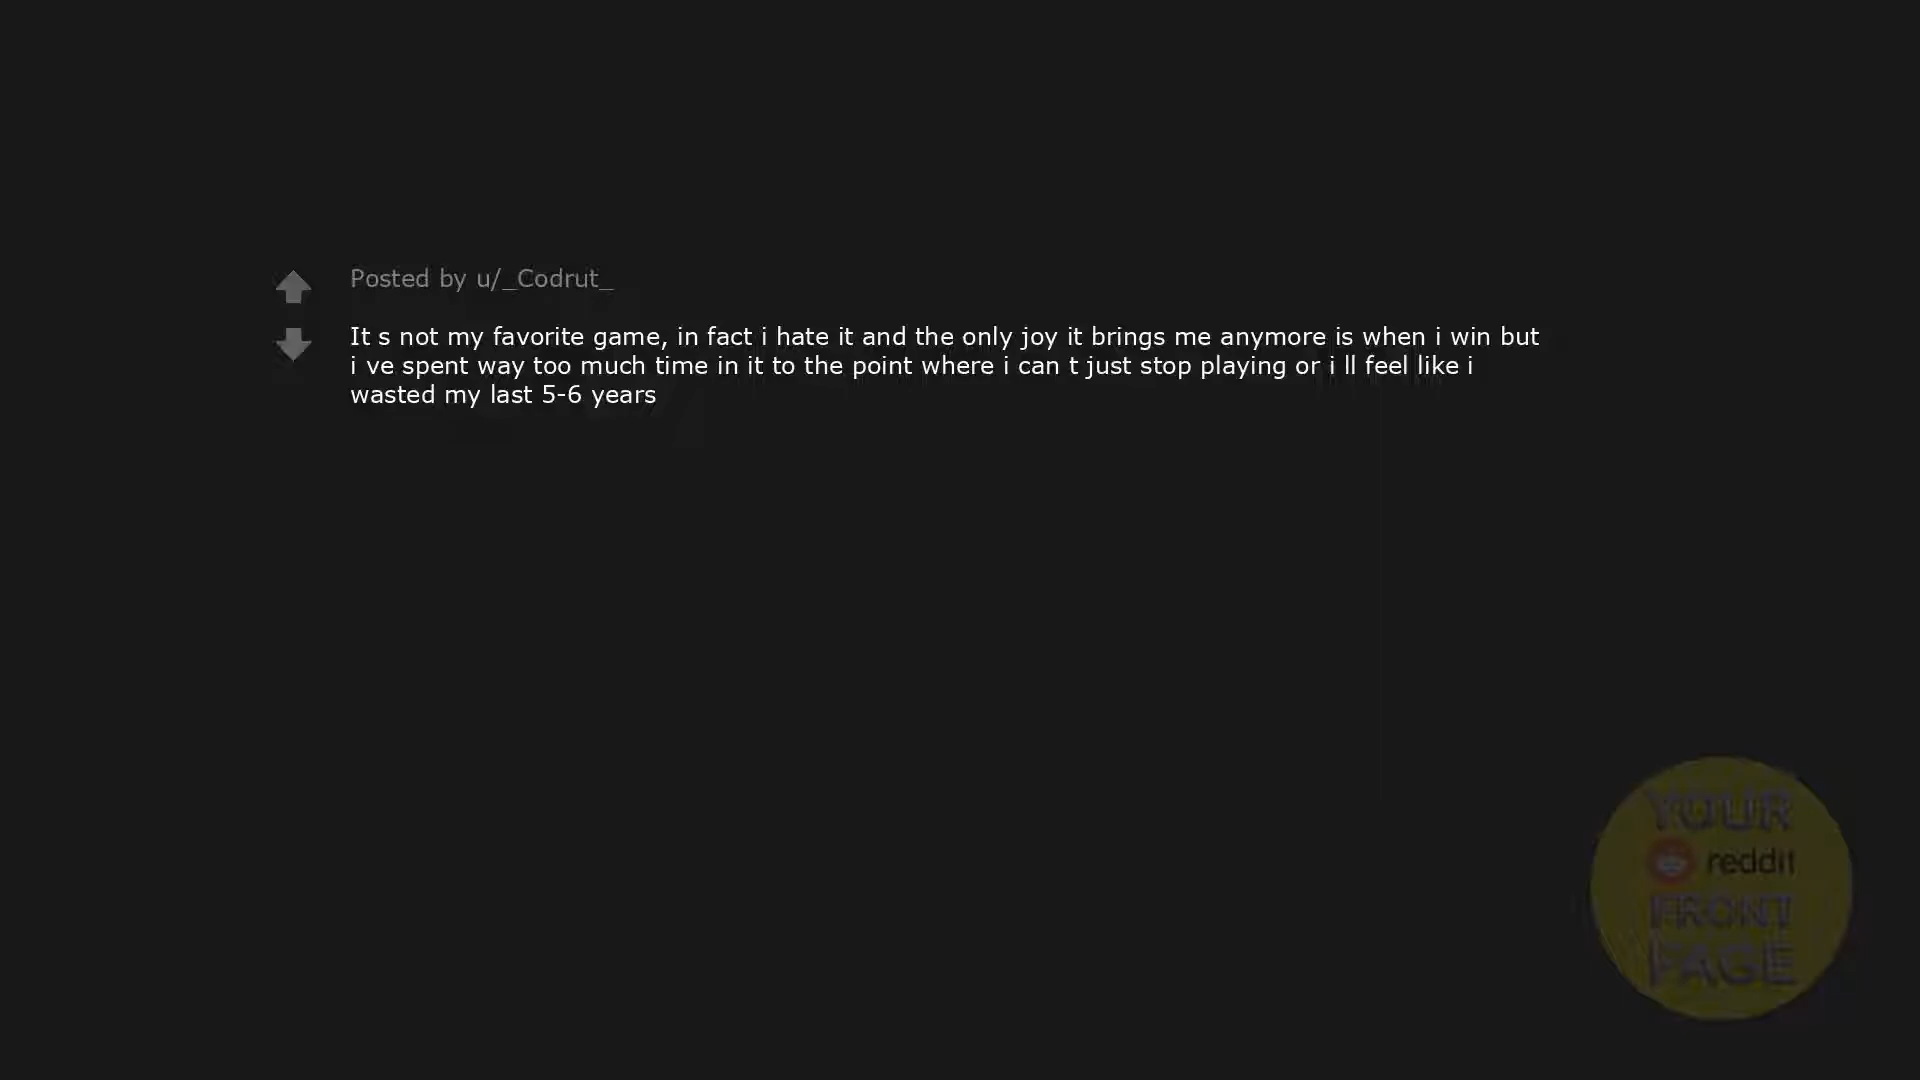 Posted by u/_Codrut_
It s not my favorite game, in fact i hate it and the only joy it brings me anymore is when i win but
i ve spent way too much time in it to the point where i can t just stop playing or i ll feel like i
wasted my last 5-6 years
YOUR
reddit
FRONT
PAGE